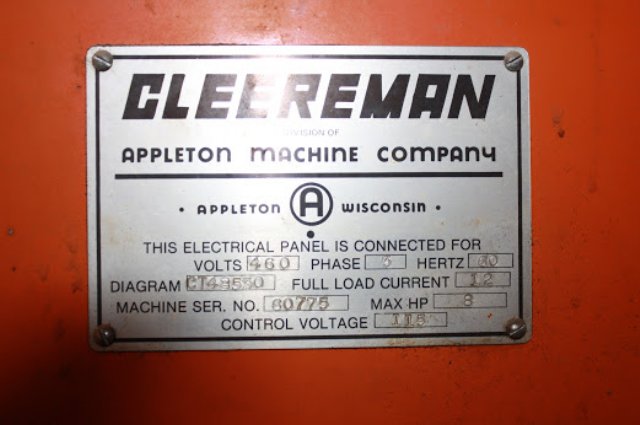 CLEEREMAN
DIVISION OF
APPLETON MACHINE COMPANY
• APPLETON A WISCONSIN •
THIS ELECTRICAL PANEL IS CONNECTED FOR
VOLTS 460 PHASE 3 HERTZ 60
DIAGRAM FULL LOAD CURRENT 12
MACHINE SER. NO. 60775 MAX HP 8
CONTROL VOLTAGE 115